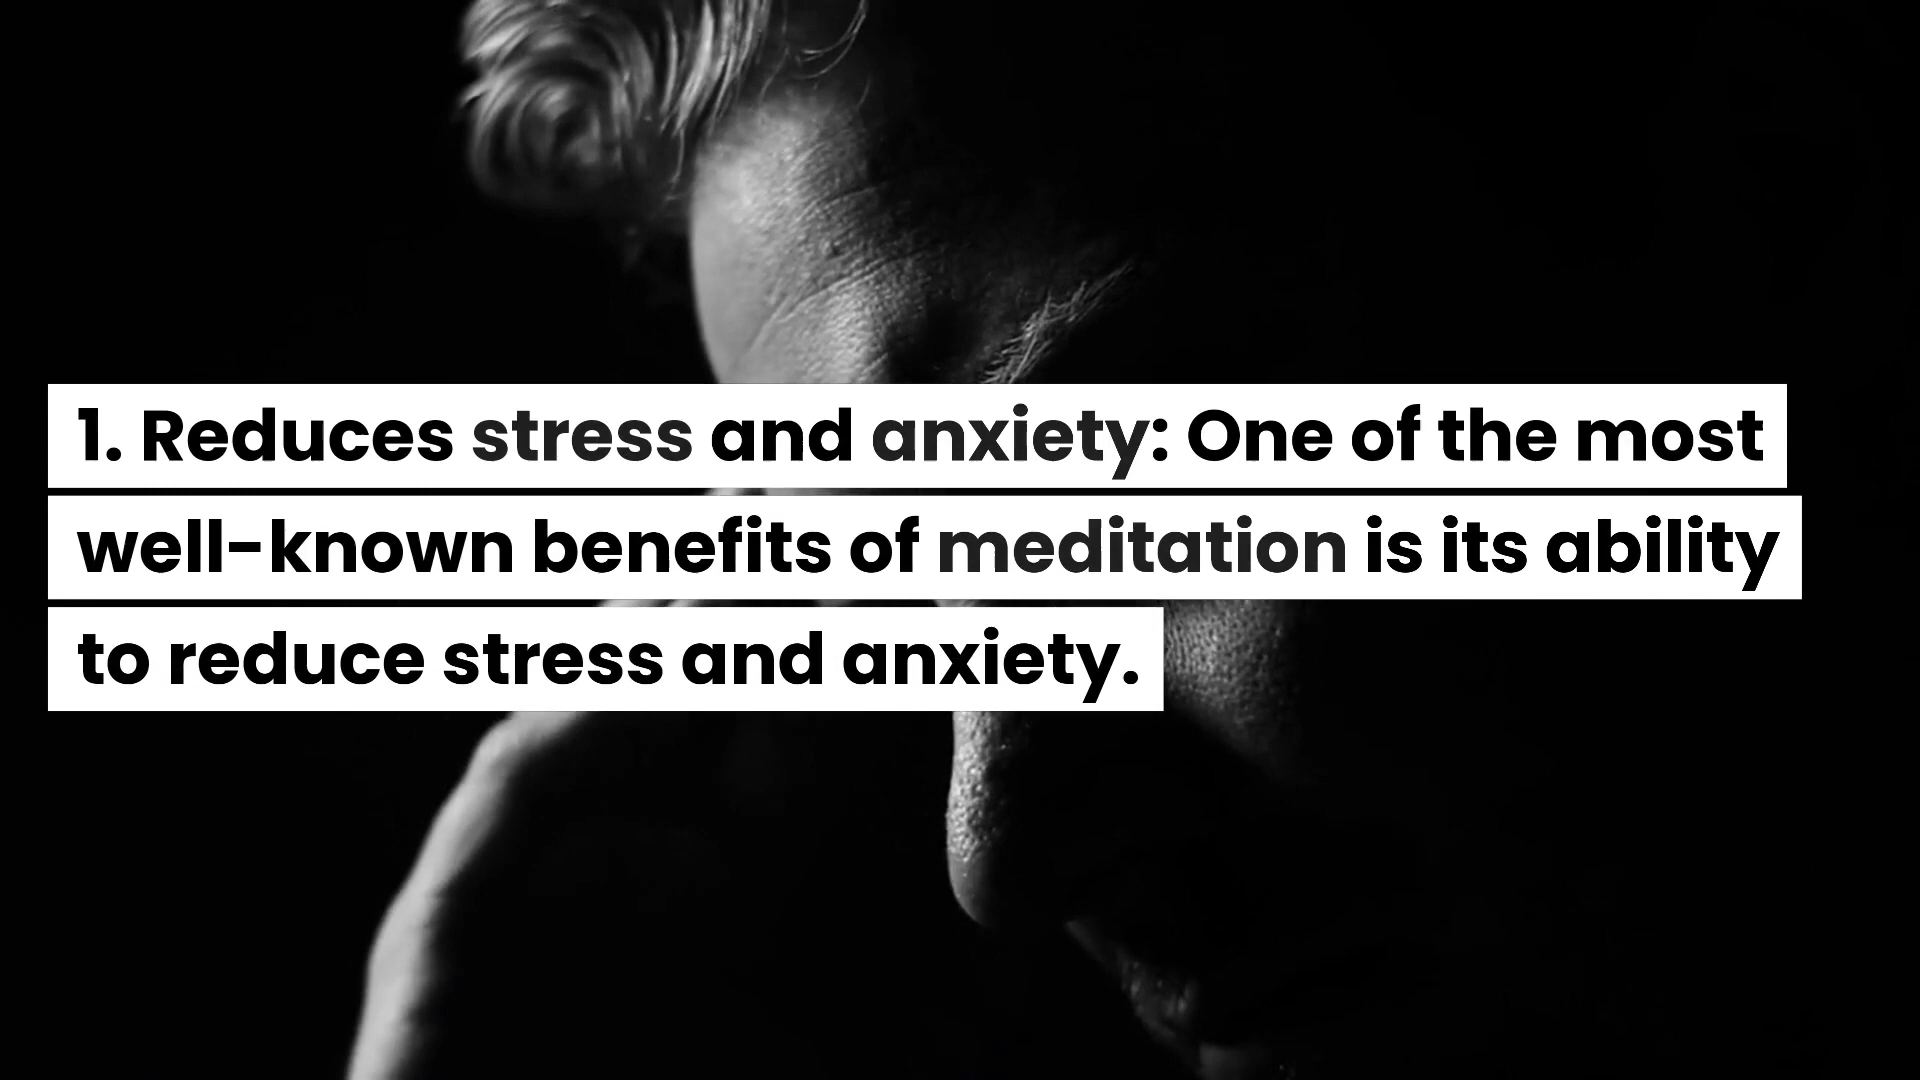 1. Reduces stress and anxiety: One of the most
well-known benefits of meditation is its ability
to reduce stress and anxiety.